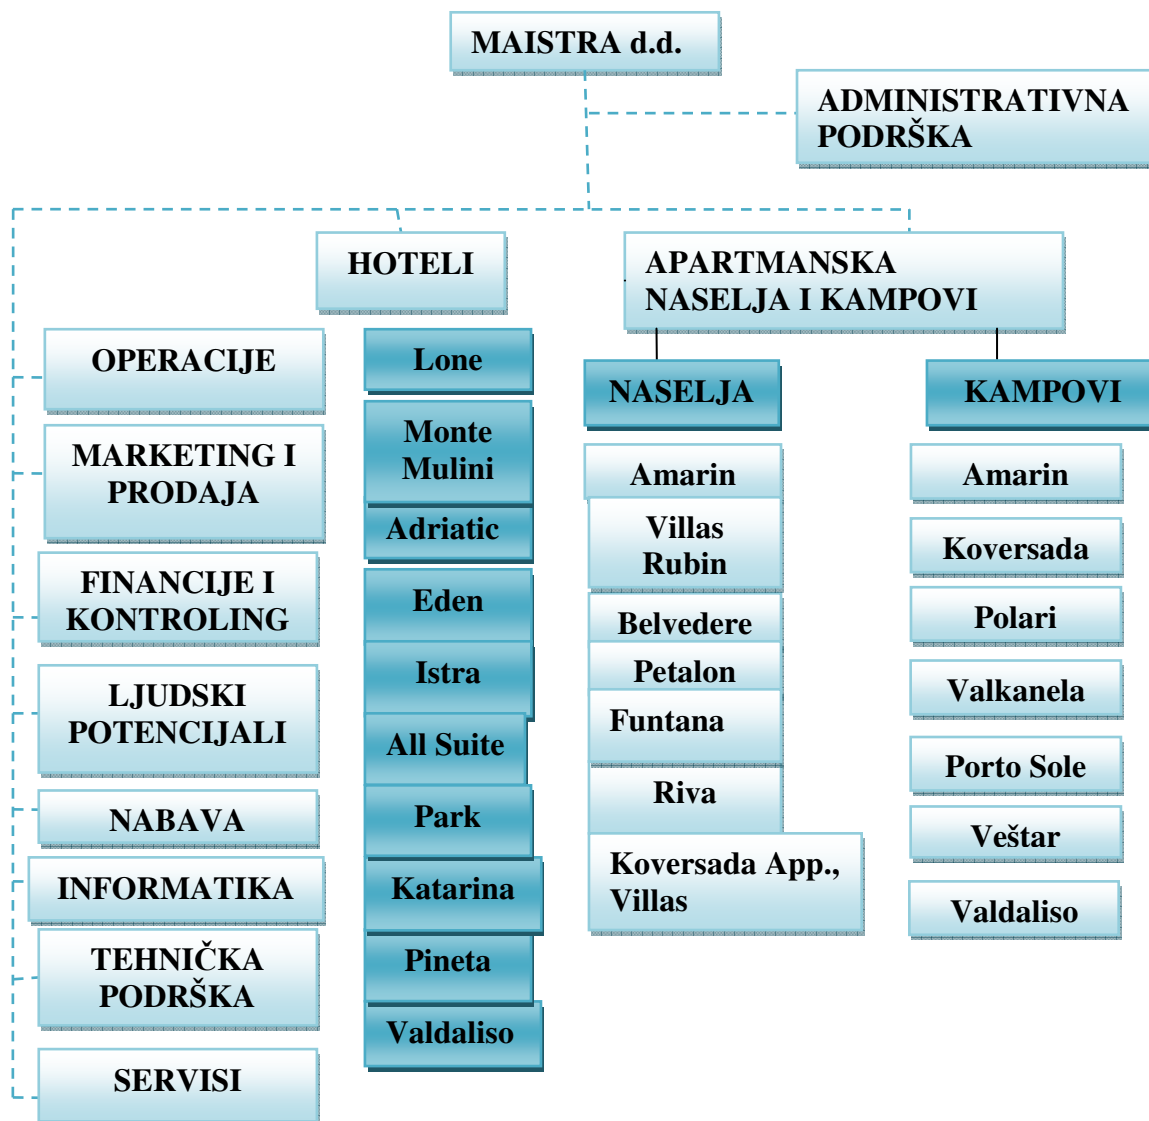 MAISTRA d.d.
ADMINISTRATIVNA
PODRŠKA
HOTELI
APARTMANSKA
NASELJA I KAMPOVI
OPERACIJE
MARKETING I
PRODAJA
FINANCIJE I
KONTROLING
LJUDSKI
POTENCIJALI
NABAVA
INFORMATIKA
TEHNIČKA
PODRŠKA
SERVISI
Lone
Monte
Mulini
Adriatic
Eden
Istra
All Suite
Park
Katarina
Pineta
Valdaliso
NASELJA
Amarin
Villas
Rubin
Belvedere
Petalon
Funtana
Riva
Koversada App.,
Villas
KAMPOVI
Amarin
Koversada
Polari
Valkanela
Porto Sole
Veštar
Valdaliso